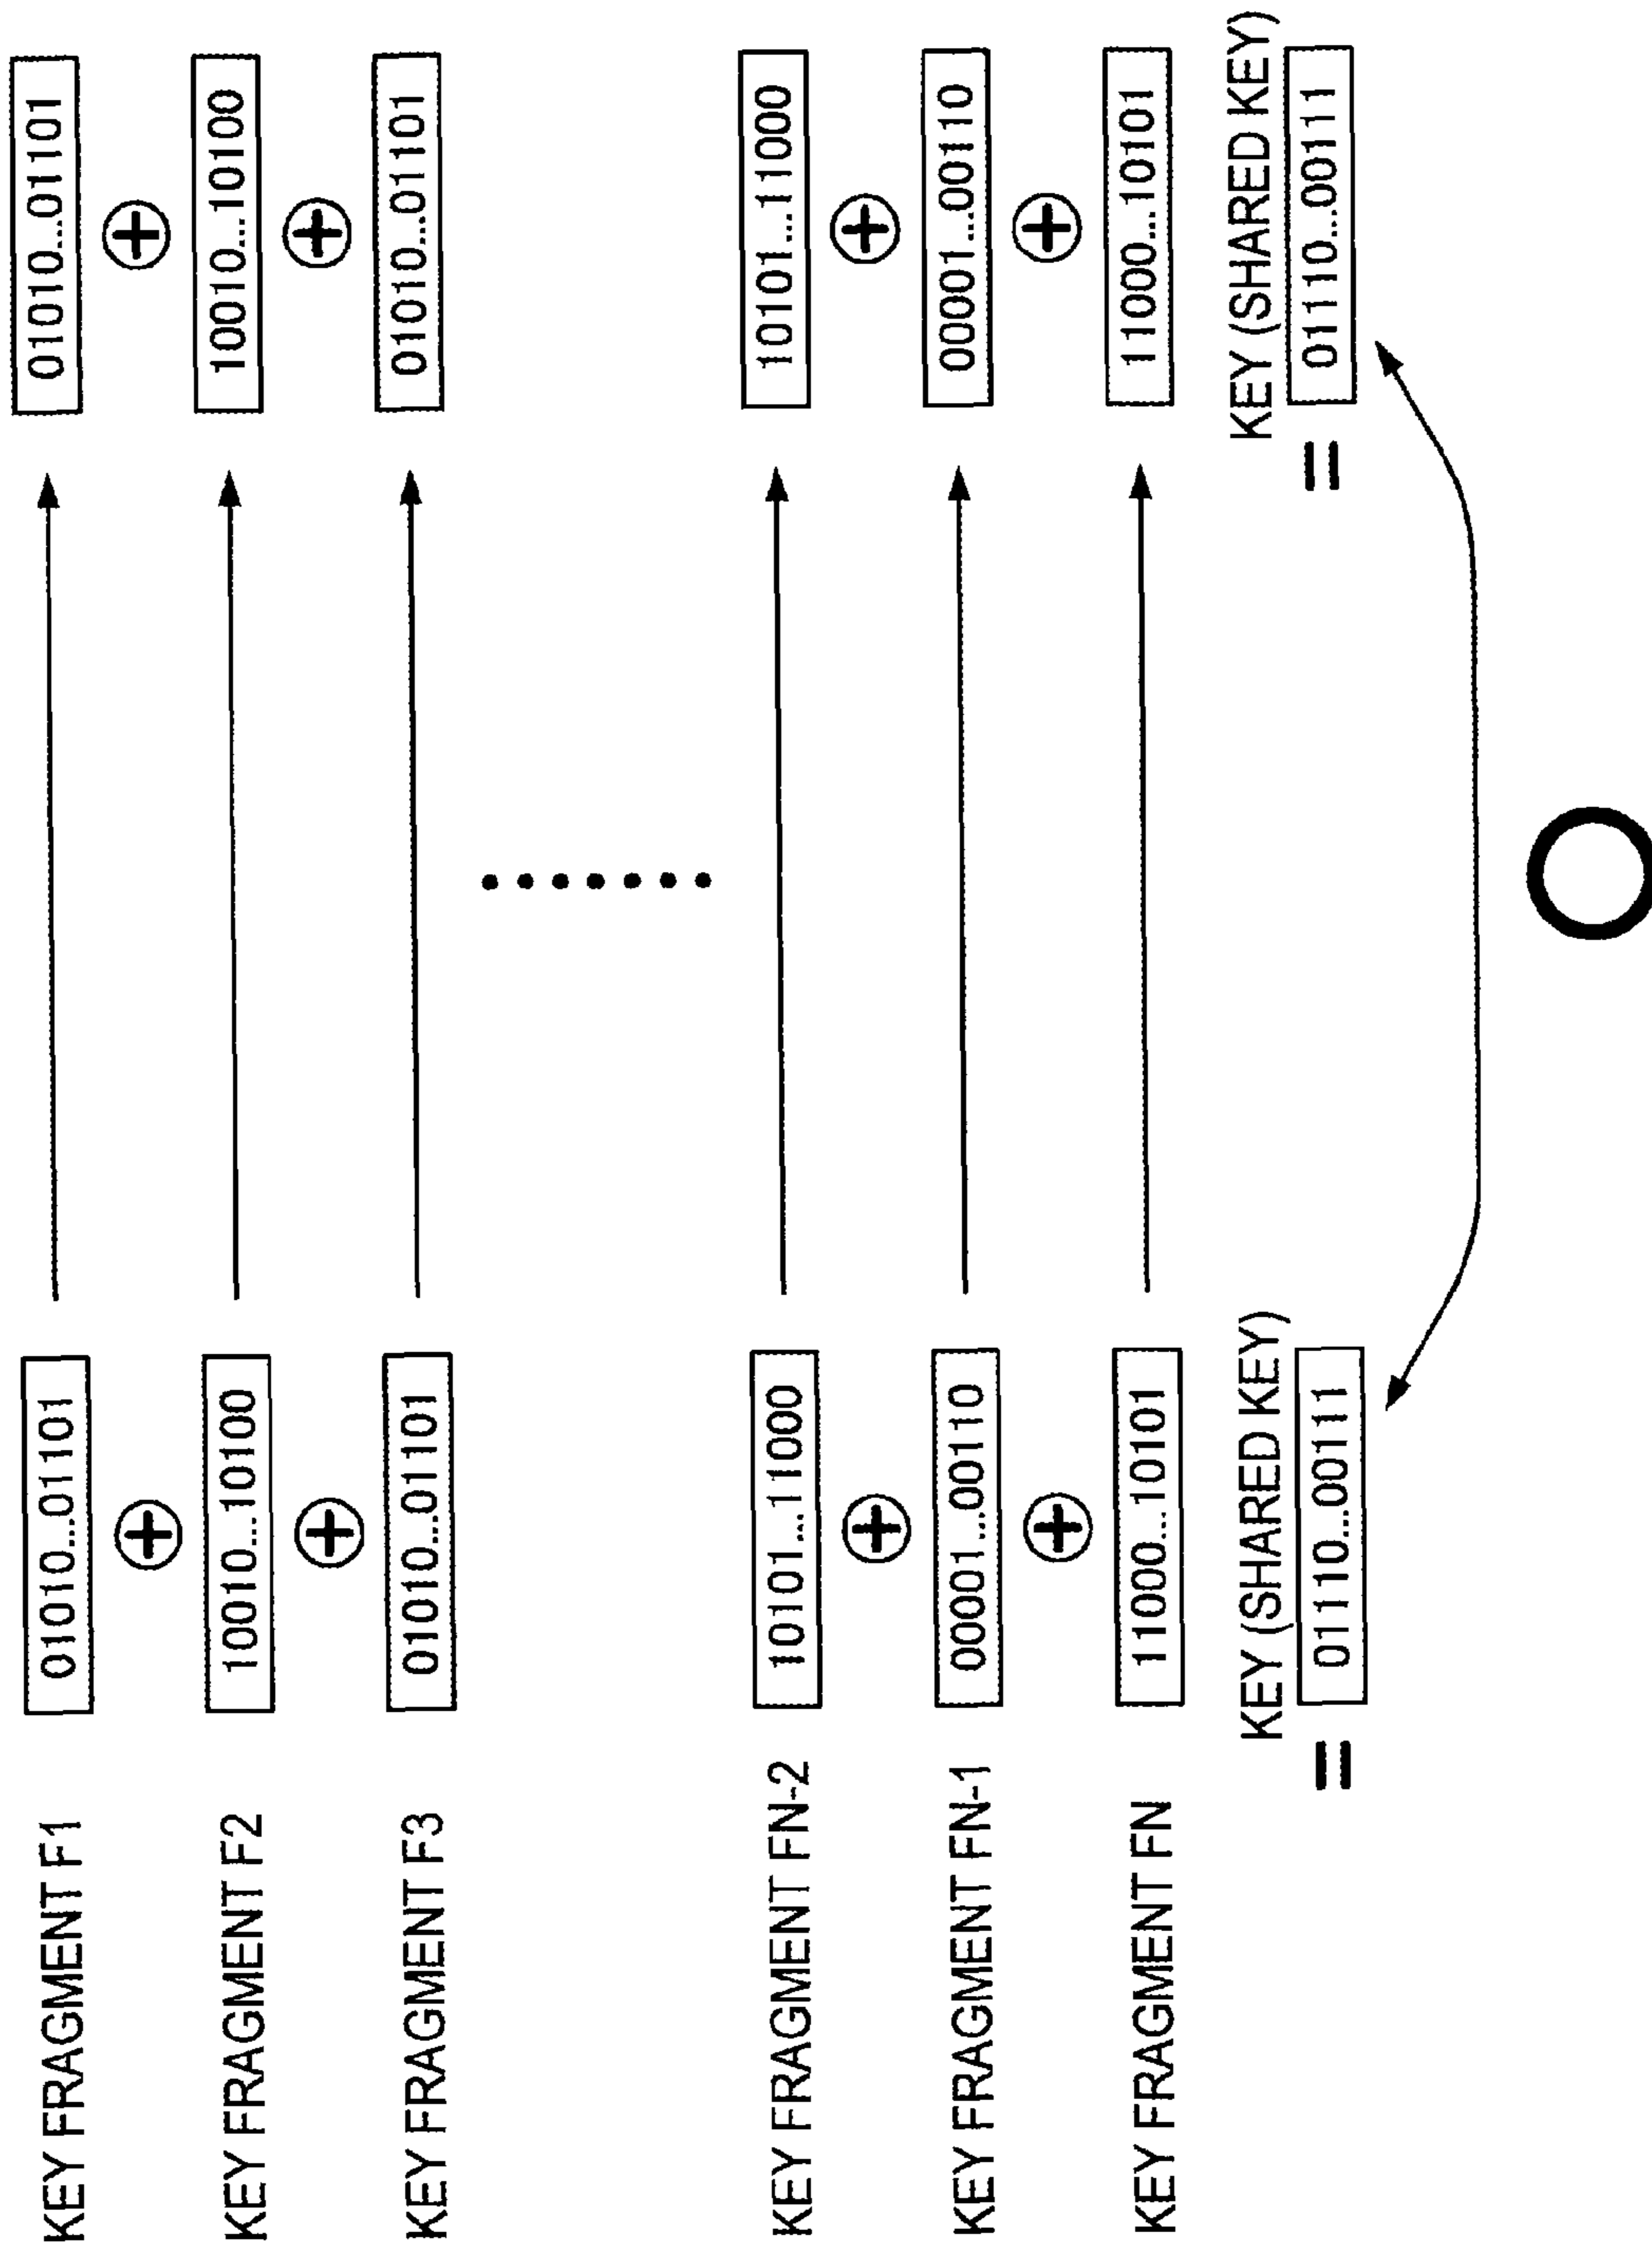 KEY FRAGMENT F1 01010...01101 01010...01101
⊕ ⊕
KEY FRAGMENT F2 10010...10100 10010...10100
⊕ ⊕
KEY FRAGMENT F3 01010...01101 01010...01101
KEY FRAGMENT FN-2 10101...11000 10101...11000
⊕ ⊕
KEY FRAGMENT FN-1 00001...00110 00001...00110
⊕ ⊕
KEY FRAGMENT FN 11000...10101 11000...10101
KEY (SHARED KEY) KEY (SHARED KEY)
= 01110...00111 = 01110...00111